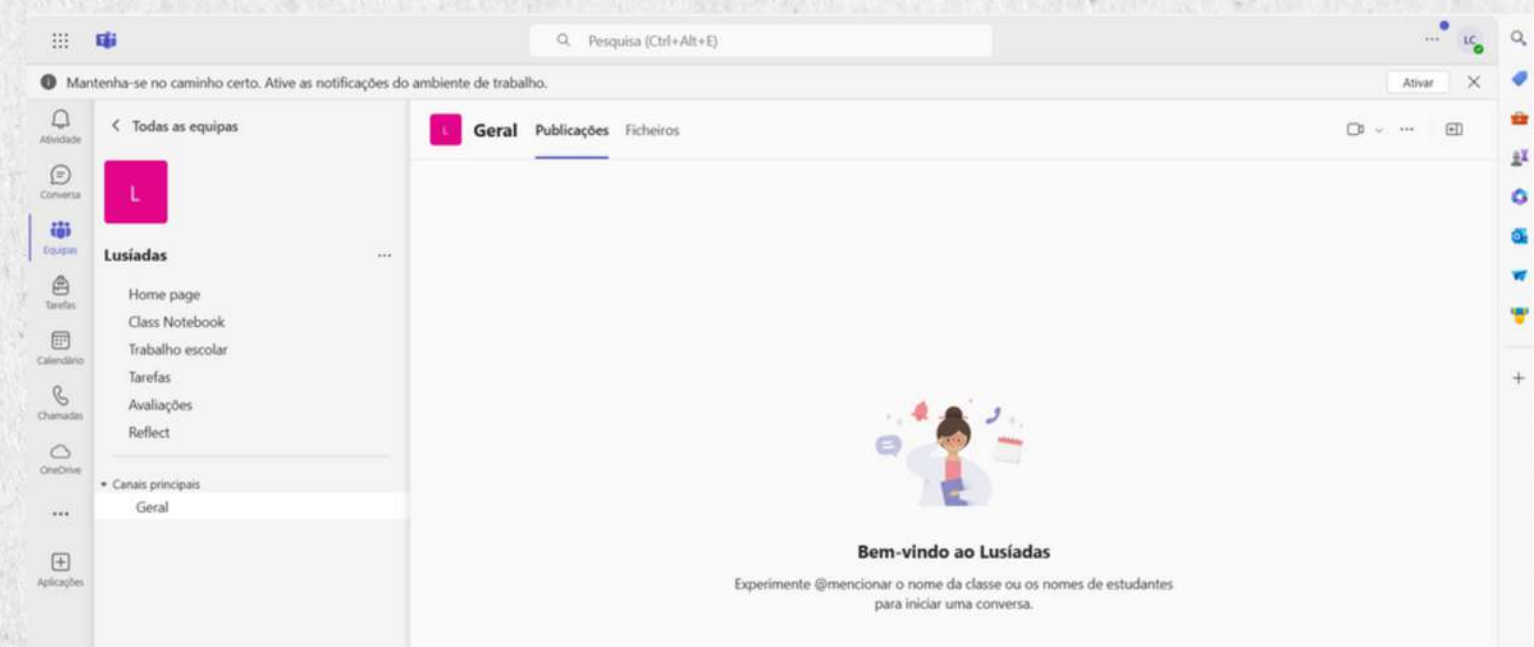 Pesquisa (Ctrl+Alt+E)
LC
Mantenha-se no caminho certo. Ative as notificações do ambiente de trabalho.
Ativar
Atividade
Conversa
Equipas
Tarefas
Calendário
Chamadas
OneDrive
Aplicações
Todas as equipas
L
Lusíadas
Home page
Class Notebook
Trabalho escolar
Tarefas
Avaliações
Reflect
Canais principais
Geral
L
Geral Publicações Ficheiros
Bem-vindo ao Lusíadas
Experimente @mencionar o nome da classe ou os nomes de estudantes
para iniciar uma conversa.